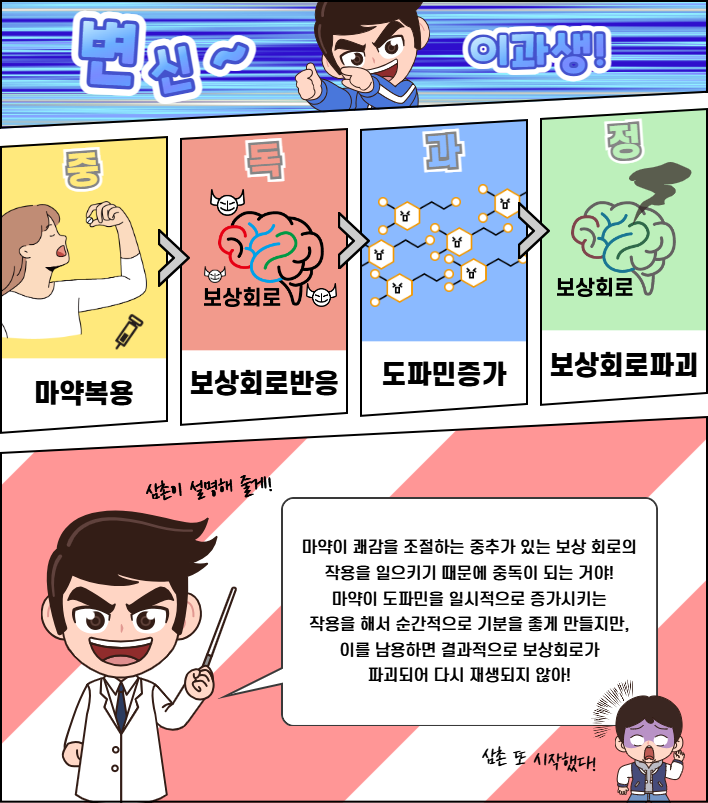 변신~
이과생!
중
독
과
정
보상회로
보상회로
마약복용
보상회로반응
도파민증가
보상회로파괴
삼촌이 설명해 줄게!
마약이 쾌감을 조절하는 중추가 있는 보상 회로의
작용을 일으키기 때문에 중독이 되는 거야!
마약이 도파민을 일시적으로 증가시키는
작용을 해서 순간적으로 기분을 좋게 만들지만,
이를 남용하면 결과적으로 보상회로가
파괴되어 다시 재생되지 않아!
삼촌 또 시작했다!